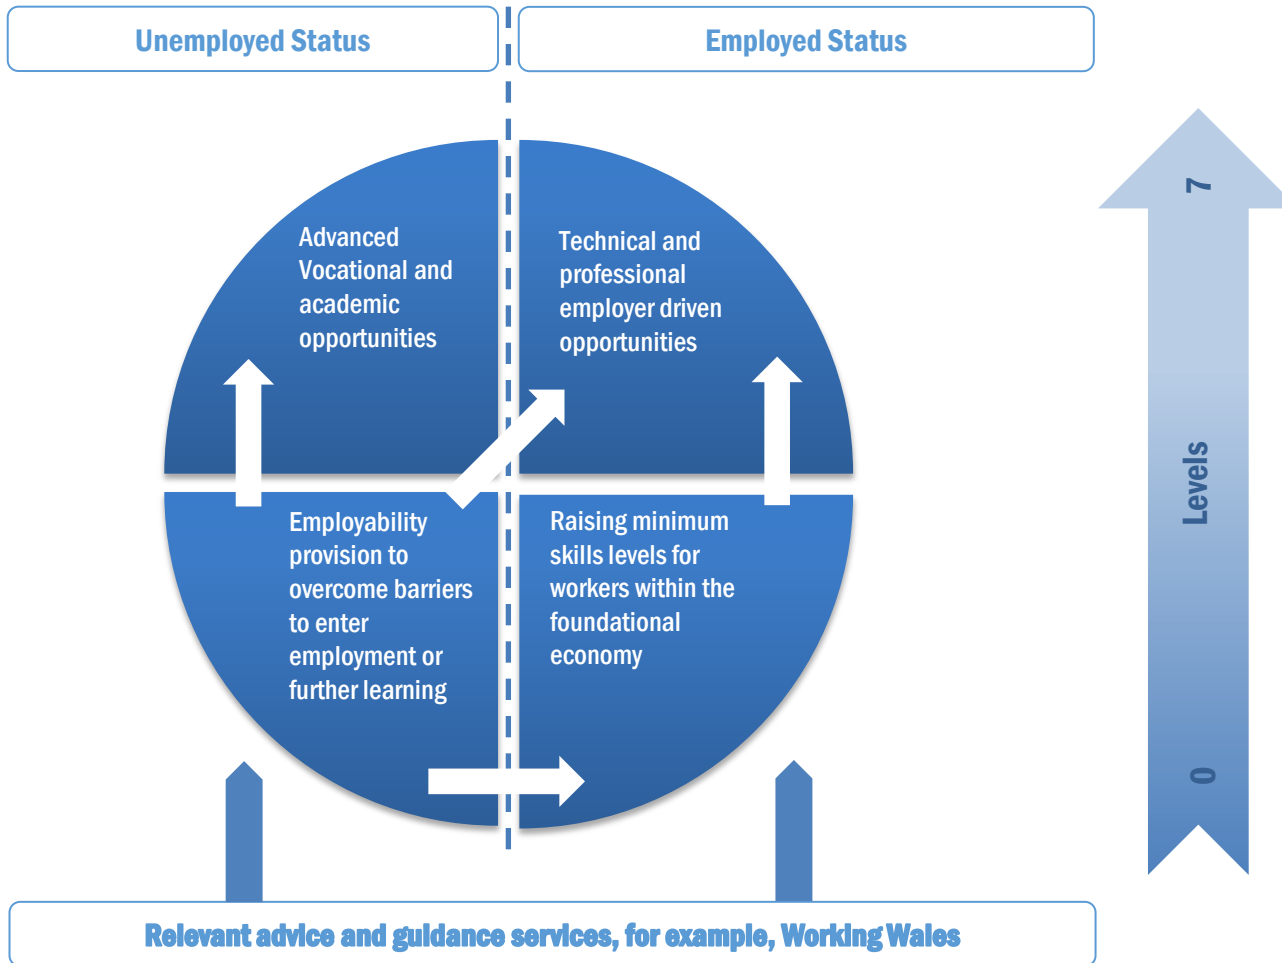 Unemployed Status
Employed Status
Advanced
Vocational and
academic
opportunities
Technical and
professional
employer driven
opportunities
Employability
provision to
overcome barriers
to enter
employment or
further learning
Raising minimum
skills levels for
workers within the
foundational
economy
7
Levels
0
Relevant advice and guidance services, for example, Working Wales